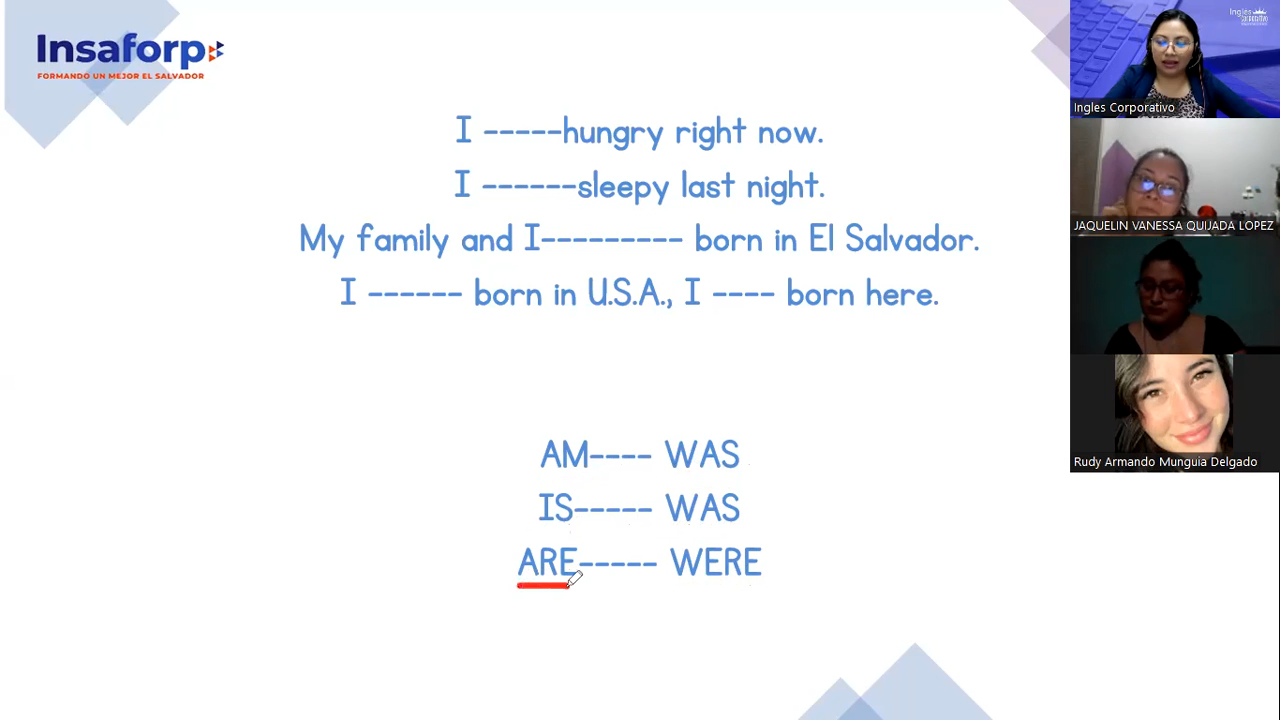 Insaforp
FORMANDO UN MEJOR EL SALVADOR
I -----hungry right now.
I ------sleepy last night.
My family and I--------- born in El Salvador.
I ------ born in U.S.A., I ---- born here.
AM---- WAS
IS----- WAS
ARE----- WERE
Ingles Corporativo
JAQUELIN VANESSA QUIJADA LOPEZ
Rudy Armando Munguia Delgado